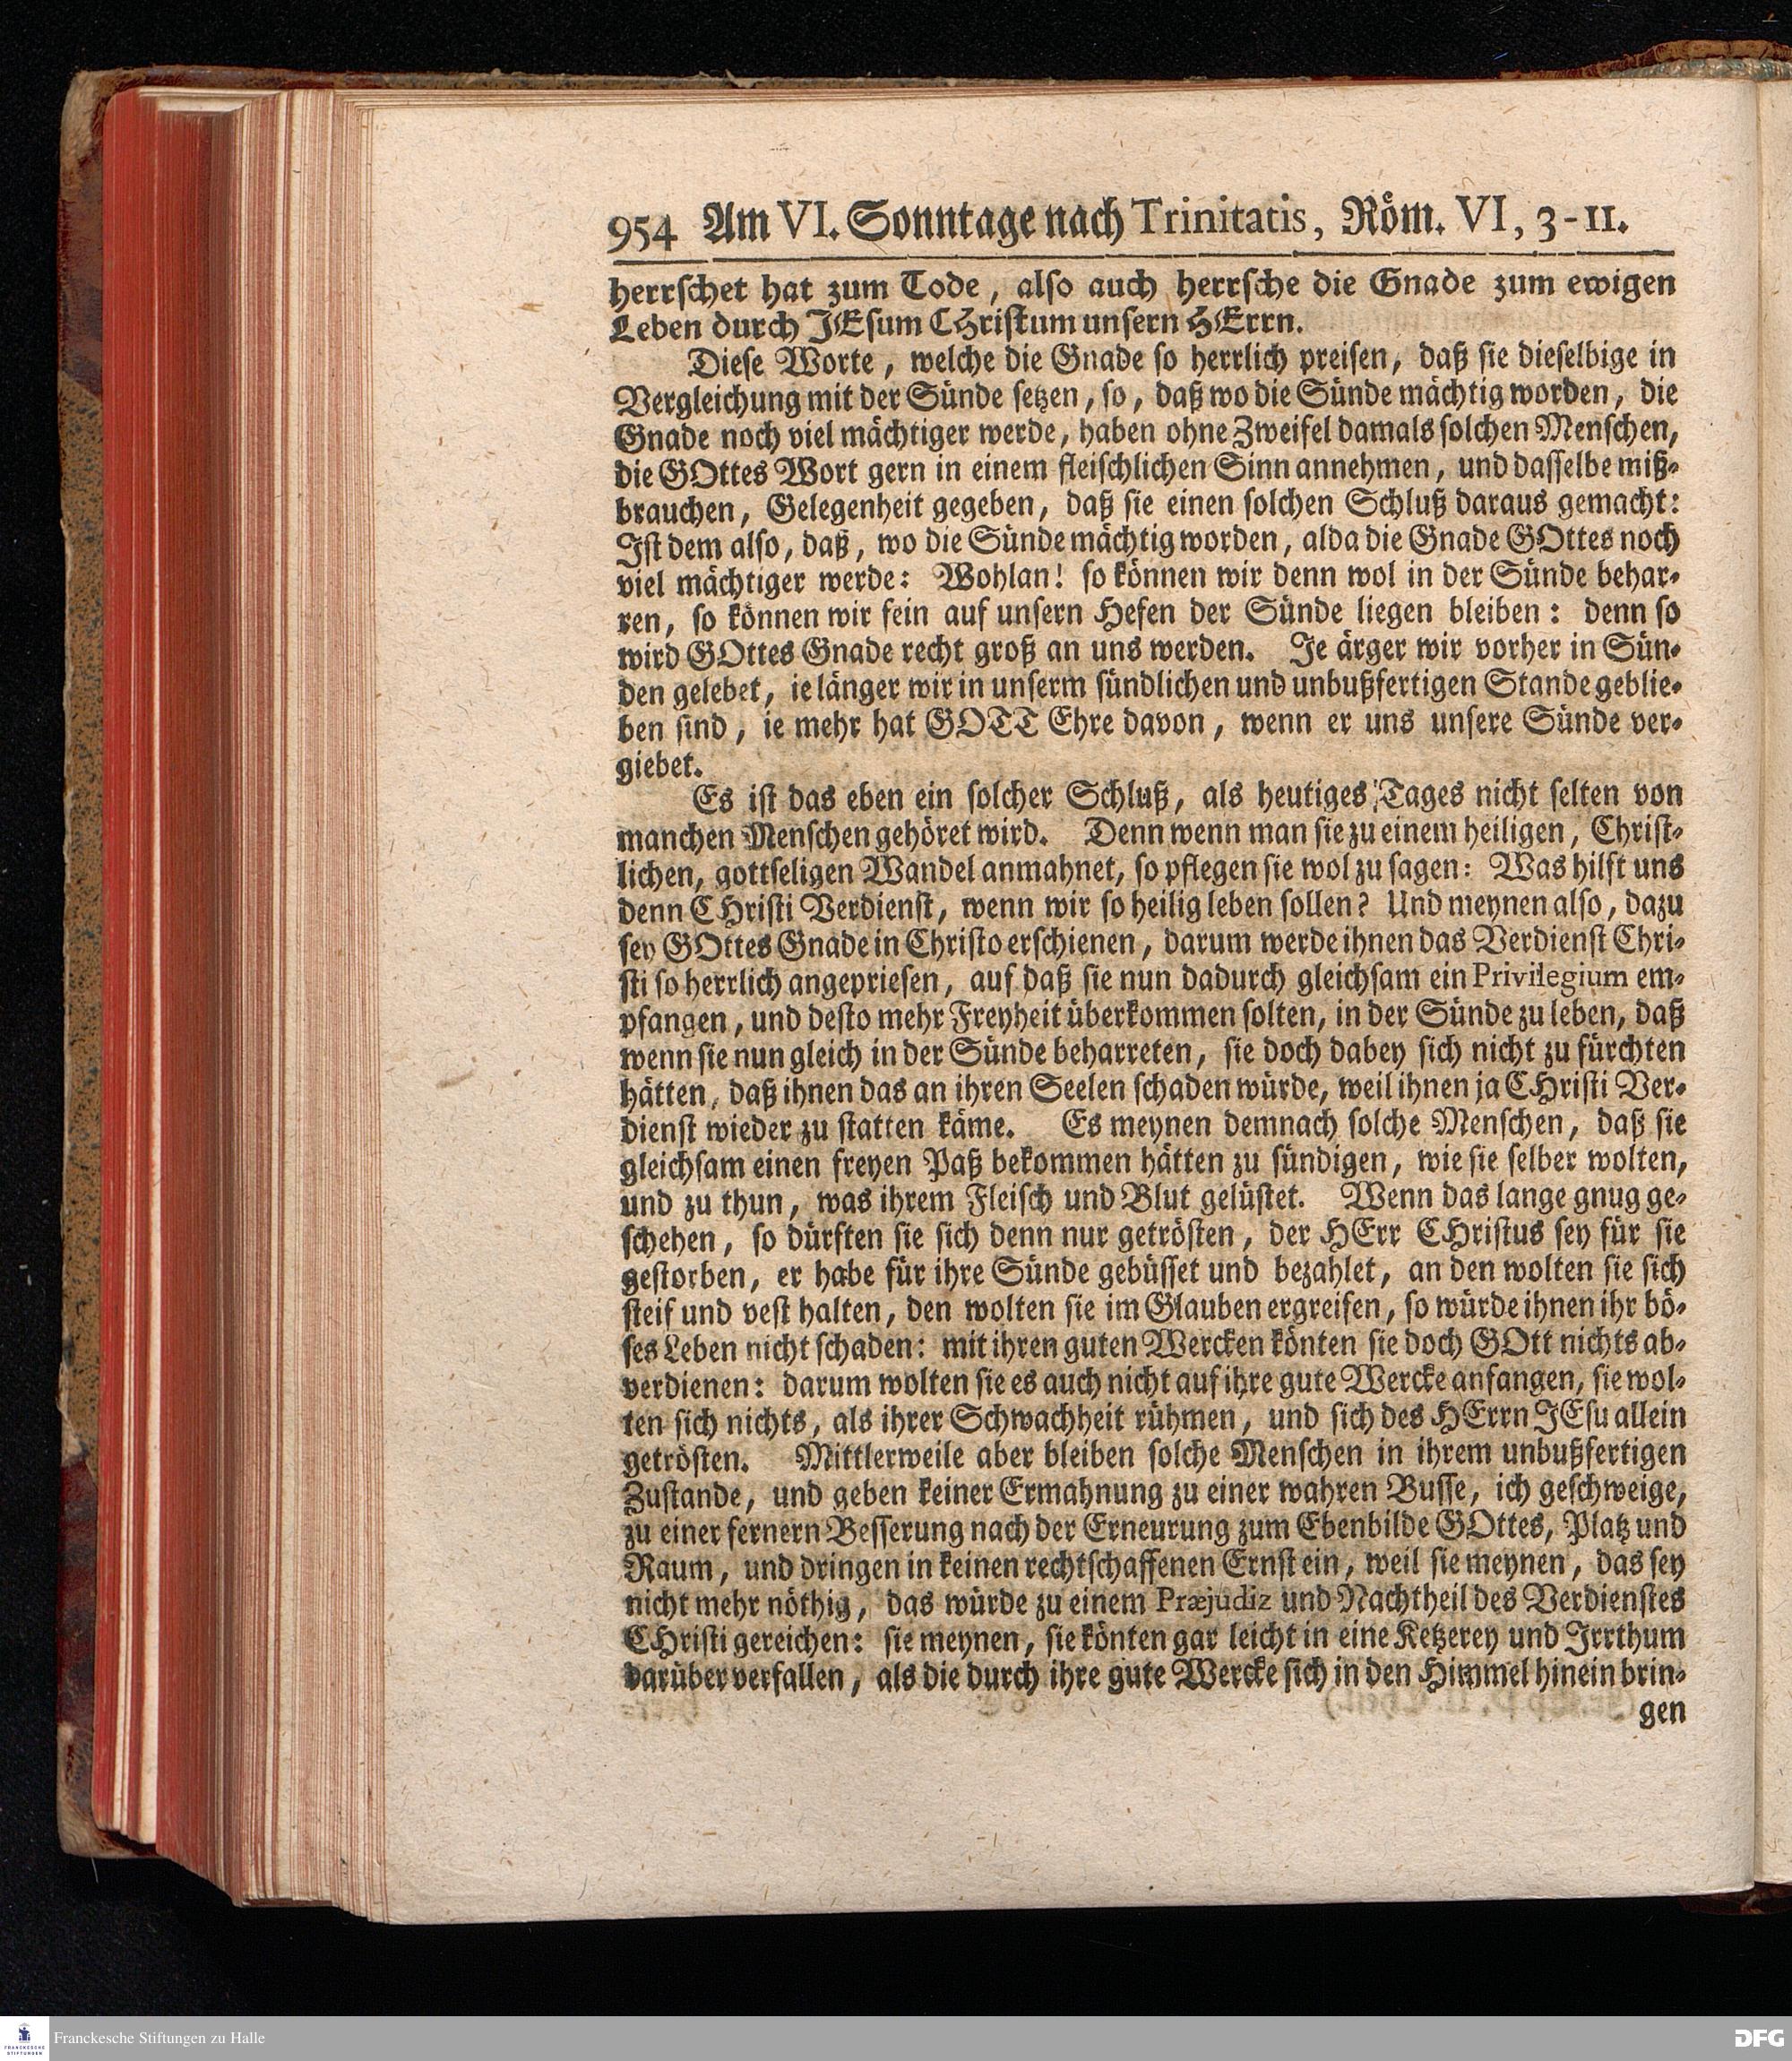 954 Am VI. Sonntage nach Trinitatis, Röm. VI, 3-11.
herrschet hat zum Tode, also auch herrsche die Gnade zum ewigen
Leben durch JEsum CHristum unsern HErrn.
Diese Worte, welche die Gnade so herrlich preisen, daß sie dieselbige in
Vergleichung mit der Sünde setzen, so, daß wo die Sünde mächtig worden, die
Gnade noch viel mächtiger werde, haben ohne Zweifel damals solchen Menschen,
die GOttes Wort gern in einem fleischlichen Sinn annehmen, und dasselbe miß-
brauchen, Gelegenheit gegeben, daß sie einen solchen Schluß daraus gemacht:
Ist dem also, daß, wo die Sünde mächtig worden, alda die Gnade GOttes noch
viel mächtiger werde: Wohlan! so können wir denn wol in der Sünde behar-
ren, so können wir fein auf unsern Hefen der Sünde liegen bleiben: denn so
wird GOttes Gnade recht groß an uns werden. Je ärger wir vorher in Sün-
den gelebet, ie länger wir in unserm sündlichen und unbußfertigen Stande geblie-
ben sind, ie mehr hat GOTT Ehre davon, wenn er uns unsere Sünde ver-
giebet.
Es ist das eben ein solcher Schluß, als heutiges Tages nicht selten von
manchen Menschen gehöret wird. Denn wenn man sie zu einem heiligen, Christ-
lichen, gottseligen Wandel anmahnet, so pflegen sie wol zu sagen: Was hilft uns
denn CHristi Verdienst, wenn wir so heilig leben sollen? Und meynen also, dazu
sey GOttes Gnade in Christo erschienen, darum werde ihnen das Verdienst Chri-
sti so herrlich angepriesen, auf daß sie nun dadurch gleichsam ein Privilegium em-
pfangen, und desto mehr Freyheit überkommen solten, in der Sünde zu leben, daß
wenn sie nun gleich in der Sünde beharreten, sie doch dabey sich nicht zu fürchten
hätten, daß ihnen das an ihren Seelen schaden würde, weil ihnen ja CHristi Ver-
dienst wieder zu statten käme. Es meynen demnach solche Menschen, daß sie
gleichsam einen freyen Paß bekommen hätten zu sündigen, wie sie selber wolten,
und zu thun, was ihrem Fleisch und Blut gelüstet. Wenn das lange gnug ge-
schehen, so dürften sie sich denn nur getrösten, der HErr CHristus sey für sie
gestorben, er habe für ihre Sünde gebüsset und bezahlet, an den wolten sie sich
steif und vest halten, den wolten sie im Glauben ergreifen, so würde ihnen ihr bö-
ses Leben nicht schaden: mit ihren guten Wercken könten sie doch GOtt nichts ab-
verdienen: darum wolten sie es auch nicht auf ihre gute Wercke anfangen, sie wol-
ten sich nichts, als ihrer Schwachheit rühmen, und sich des HErrn JEsu allein
getrösten. Mittlerweile aber bleiben solche Menschen in ihrem unbußfertigen
Zustande, und geben keiner Ermahnung zu einer wahren Busse, ich geschweige,
zu einer fernern Besserung nach der Erneurung zum Ebenbilde GOttes, Platz und
Raum, und dringen in keinen rechtschaffenen Ernst ein, weil sie meynen, das sey
nicht mehr nöthig, das würde zu einem Præjudiz und Nachtheil des Verdienstes
CHristi gereichen: sie meynen, sie könten gar leicht in eine Ketzerey und Irrthum
darüber verfallen, als die durch ihre gute Wercke sich in den Himmel hinein brin-
gen
FRANCKESCHE
STIFTUNGEN
Franckesche Stiftungen zu Halle
DFG